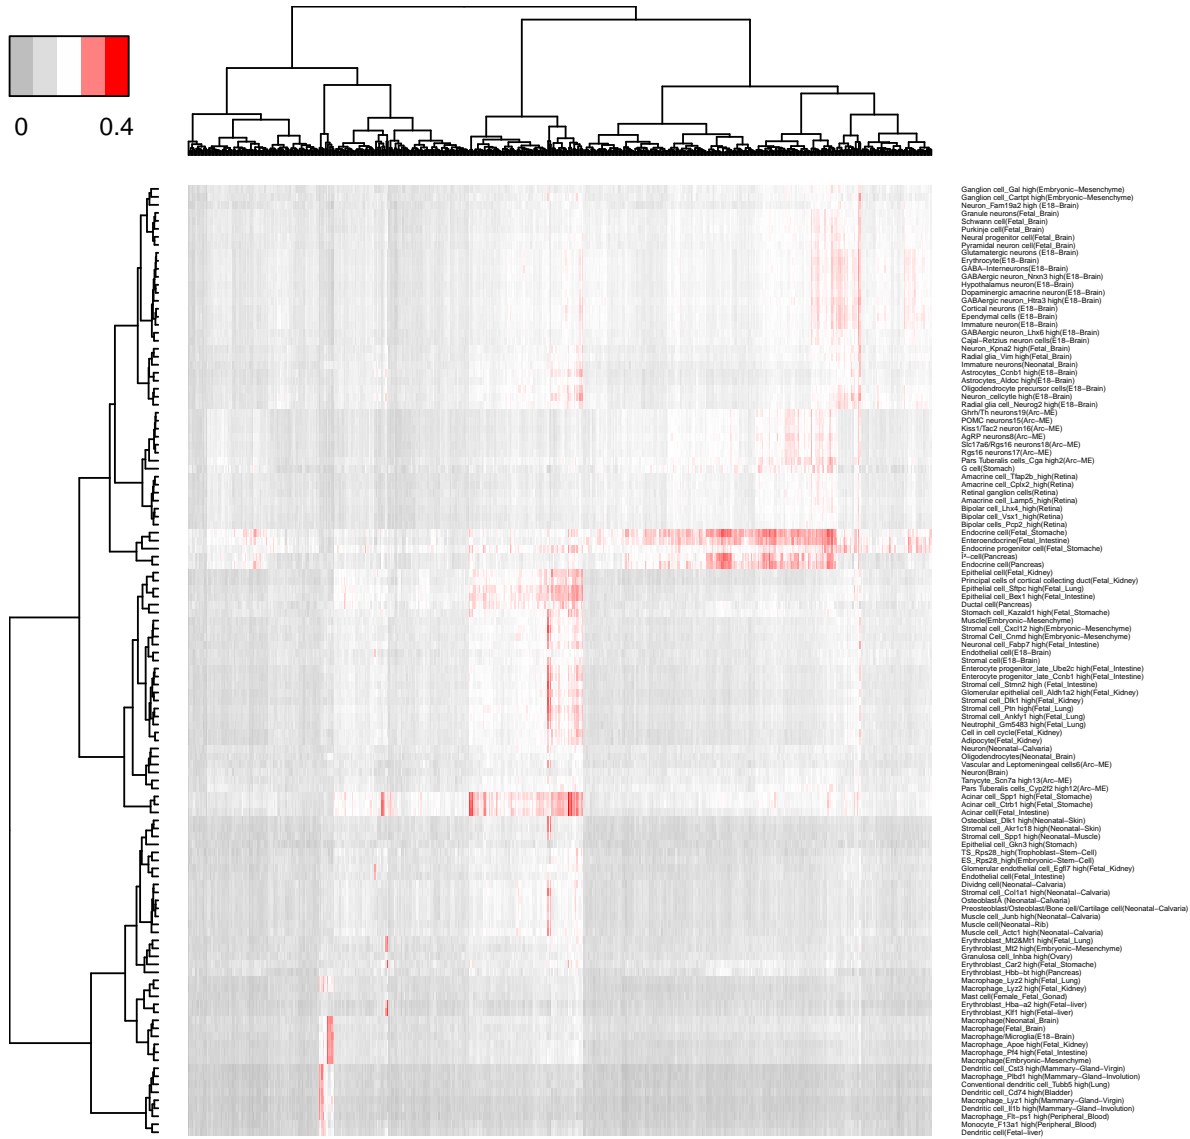 0 0.4
Ganglion cell_Gal high(Embryonic−Mesenchyme)
Ganglion cell_Cartpt high(Embryonic−Mesenchyme)
Neuron_Fam19a2 high (E18−Brain)
Granule neurons(Fetal_Brain)
Schwann cell(Fetal_Brain)
Purkinje cell(Fetal_Brain)
Neural progenitor cell(Fetal_Brain)
Pyramidal neuron cell(Fetal_Brain)
Glutamatergic neurons (E18−Brain)
Erythrocyte(E18−Brain)
GABA−Interneurons(E18−Brain)
GABAergic neuron_Nrxn3 high(E18−Brain)
Hypothalamus neuron(E18−Brain)
Dopaminergic amacrine neuron(E18−Brain)
GABAergic neuron_Htra3 high(E18−Brain)
Cortical neurons (E18−Brain)
Ependymal cells (E18−Brain)
Immature neuron(E18−Brain)
GABAergic neuron_Lhx6 high(E18−Brain)
Cajal−Retzius neuron cells(E18−Brain)
Neuron_Kpna2 high(Fetal_Brain)
Radial glia_Vim high(Fetal_Brain)
Immature neurons(Neonatal_Brain)
Astrocytes_Ccnb1 high(E18−Brain)
Astrocytes_Aldoc high(E18−Brain)
Oligodendrocyte precursor cells(E18−Brain)
Neuron_cellcytle high(E18−Brain)
Radial glia cell_Neurog2 high(E18−Brain)
Ghrh/Th neurons19(Arc−ME)
POMC neurons15(Arc−ME)
Kiss1/Tac2 neuron16(Arc−ME)
AgRP neurons8(Arc−ME)
Slc17a6/Rgs16 neurons18(Arc−ME)
Rgs16 neurons17(Arc−ME)
Pars Tuberalis cells_Cga high2(Arc−ME)
G cell(Stomach)
Amacrine cell_Tfap2b_high(Retina)
Amacrine cell_Cplx2_high(Retina)
Retinal ganglion cells(Retina)
Amacrine cell_Lamp5_high(Retina)
Bipolar cell_Lhx4_high(Retina)
Bipolar cell_Vsx1_high(Retina)
Bipolar cells_Pcp2_high(Retina)
Endocrine cell(Fetal_Stomache)
Enteroendocrine(Fetal_Intestine)
Endocrine progenitor cell(Fetal_Stomache)
Î²−cell(Pancreas)
Endocrine cell(Pancreas)
Epithelial cell(Fetal_Kidney)
Principal cells of cortical collecting duct(Fetal_Kidney)
Epithelial cell_Sftpc high(Fetal_Lung)
Epithelial cell_Bex1 high(Fetal_Intestine)
Ductal cell(Pancreas)
Stomach cell_Kazald1 high(Fetal_Stomache)
Muscle(Embryonic−Mesenchyme)
Stromal cell_Cxcl12 high(Embryonic−Mesenchyme)
Stromal Cell_Cnmd high(Embryonic−Mesenchyme)
Neuronal cell_Fabp7 high(Fetal_Intestine)
Endothelial cell(E18−Brain)
Stromal cell(E18−Brain)
Enterocyte progenitor_late_Ube2c high(Fetal_Intestine)
Enterocyte progenitor_late_Ccnb1 high(Fetal_Intestine)
Stromal cell_Stmn2 high (Fetal_Intestine)
Glomerular epithelial cell_Aldh1a2 high(Fetal_Kidney)
Stromal cell_Dlk1 high(Fetal_Kidney)
Stromal cell_Ptn high(Fetal_Lung)
Stromal cell_Ankfy1 high(Fetal_Lung)
Neutrophil_Gm5483 high(Fetal_Lung)
Cell in cell cycle(Fetal_Kidney)
Adipocyte(Fetal_Kidney)
Neuron(Neonatal−Calvaria)
Oligodendrocytes(Neonatal_Brain)
Vascular and Leptomeningeal cells6(Arc−ME)
Neuron(Brain)
Tanycyte_Scn7a high13(Arc−ME)
Pars Tuberalis cells_Cyp2f2 high12(Arc−ME)
Acinar cell_Spp1 high(Fetal_Stomache)
Acinar cell_Ctrb1 high(Fetal_Stomache)
Acinar cell(Fetal_Intestine)
Osteoblast_Dlk1 high(Neonatal−Skin)
Stromal cell_Akr1c18 high(Neonatal−Skin)
Stromal cell_Spp1 high(Neonatal−Muscle)
Epithelial cell_Gkn3 high(Stomach)
TS_Rps28_high(Trophoblast−Stem−Cell)
ES_Rps28_high(Embryonic−Stem−Cell)
Glomerular endothelial cell_Egfl7 high(Fetal_Kidney)
Endothelial cell(Fetal_Intestine)
Dividng cell(Neonatal−Calvaria)
Stromal cell_Col1a1 high(Neonatal−Calvaria)
OsteoblastÂ (Neonatal−Calvaria)
Preosteoblast/Osteoblast/Bone cell/Cartilage cell(Neonatal−Calvaria)
Muscle cell_Junb high(Neonatal−Calvaria)
Muscle cell(Neonatal−Rib)
Muscle cell_Actc1 high(Neonatal−Calvaria)
Erythroblast_Mt2&Mt1 high(Fetal_Lung)
Erythroblast_Mt2 high(Embryonic−Mesenchyme)
Granulosa cell_Inhba high(Ovary)
Erythroblast_Car2 high(Fetal_Stomache)
Erythroblast_Hbb−bt high(Pancreas)
Macrophage_Lyz2 high(Fetal_Lung)
Macrophage_Lyz2 high(Fetal_Kidney)
Mast cell(Female_Fetal_Gonad)
Erythroblast_Hba−a2 high(Fetal−liver)
Erythroblast_Klf1 high(Fetal−liver)
Macrophage(Neonatal_Brain)
Macrophage(Fetal_Brain)
Macrophage/Microglia(E18−Brain)
Macrophage_Apoe high(Fetal_Kidney)
Macrophage_Pf4 high(Fetal_Intestine)
Macrophage(Embryonic−Mesenchyme)
Dendritic cell_Cst3 high(Mammary−Gland−Virgin)
Macrophage_Plbd1 high(Mammary−Gland−Involution)
Conventional dendritic cell_Tubb5 high(Lung)
Dendritic cell_Cd74 high(Bladder)
Macrophage_Lyz1 high(Mammary−Gland−Virgin)
Dendritic cell_Il1b high(Mammary−Gland−Involution)
Macrophage_Flt−ps1 high(Peripheral_Blood)
Monocyte_F13a1 high(Peripheral_Blood)
Dendritic cell(Fetal−liver)